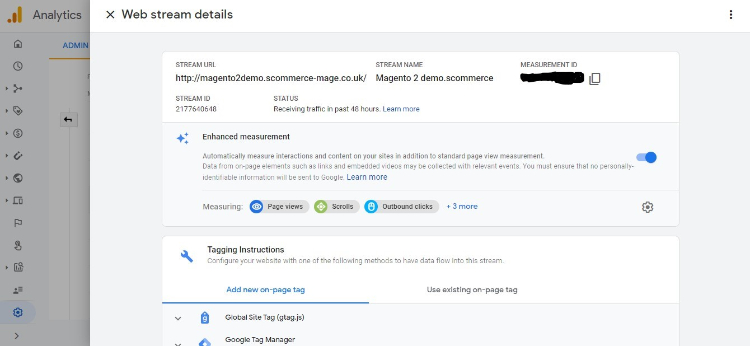 Analytics
Web stream details
ADMIN
STREAM URL STREAM NAME MEASUREMENT ID
http://magento2demo.scommerce-mage.co.uk/ Magento 2 demo.scommerce
STREAM ID STATUS
2177640648 Receiving traffic in past 48 hours. Learn more
Enhanced measurement
Automatically measure interactions and content on your sites in addition to standard page view measurement.
Data from on-page elements such as links and embedded videos may be collected with relevant events. You must ensure that no personally-
identifiable information will be sent to Google. Learn more
Measuring: Page views Scrolls Outbound clicks + 3 more
Tagging Instructions
Configure your website with one of the following methods to have data flow into this stream.
Add new on-page tag Use existing on-page tag
Global Site Tag (gtag.js)
Google Tag Manager